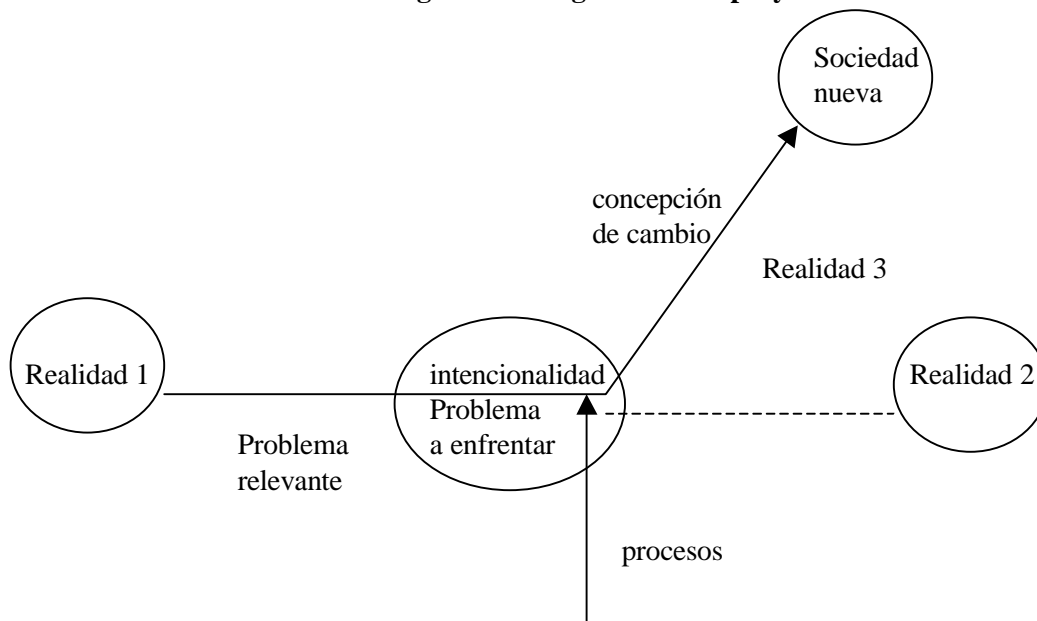 Sociedad
nueva
concepción
de cambio
Realidad 3
Realidad 1
intencionalidad
Realidad 2
Problema
a enfrentar
Problema
relevante
procesos